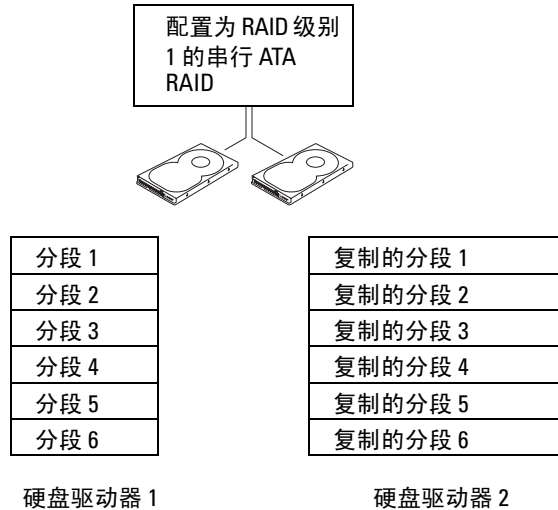 配置为 RAID 级别
1 的串行 ATA
RAID
分段 1
分段 2
分段 3
分段 4
分段 5
分段 6
硬盘驱动器 1
复制的分段 1
复制的分段 2
复制的分段 3
复制的分段 4
复制的分段 5
复制的分段 6
硬盘驱动器 2